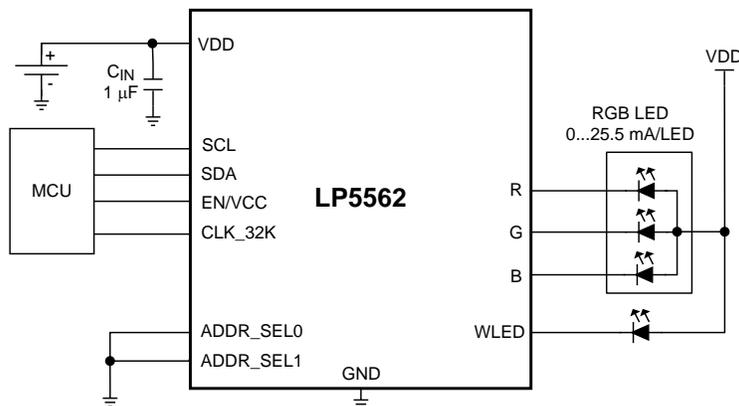 VDD
+
-
CIN
1 μF
VDD
RGB LED
0...25.5 mA/LED
MCU
SCL
SDA
EN/VCC
CLK_32K
LP5562
R
G
B
WLED
ADDR_SEL0
ADDR_SEL1
GND